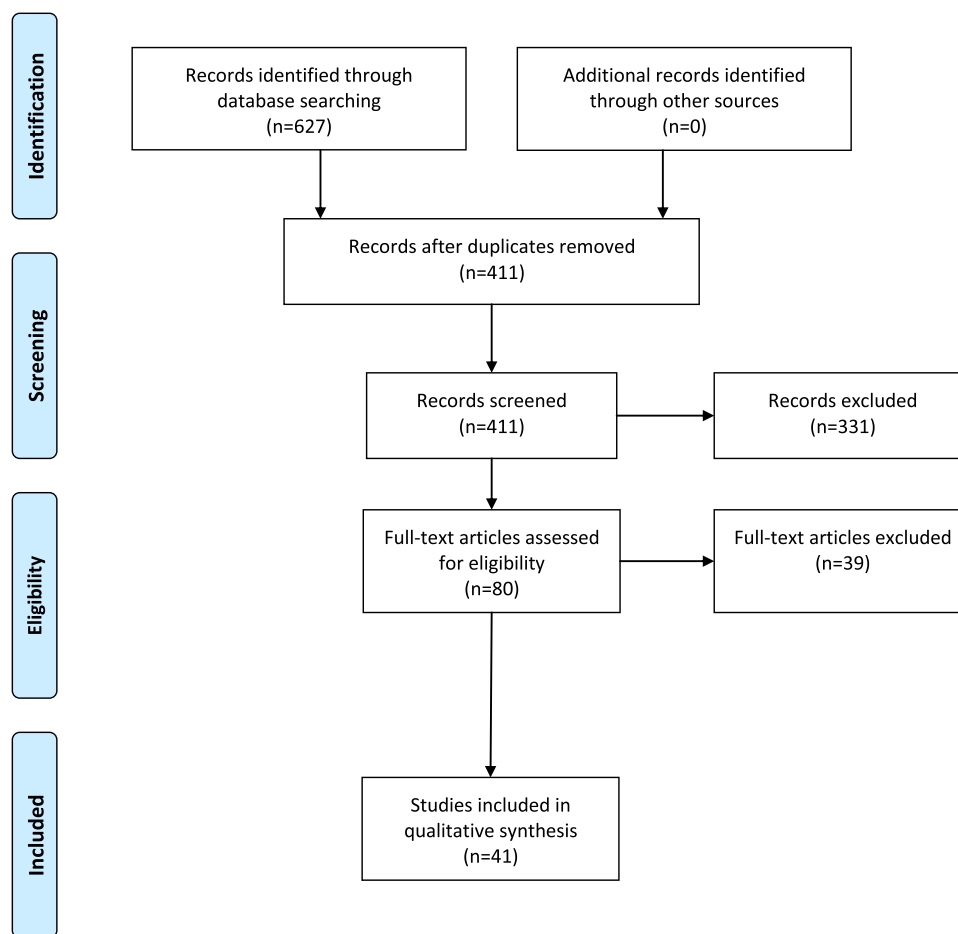 Identification
Records identified through
database searching
(n=627)
Additional records identified
through other sources
(n=0)
Records after duplicates removed
(n=411)
Screening
Records screened
(n=411)
Records excluded
(n=331)
Eligibility
Full-text articles assessed
for eligibility
(n=80)
Full-text articles excluded
(n=39)
Included
Studies included in
qualitative synthesis
(n=41)